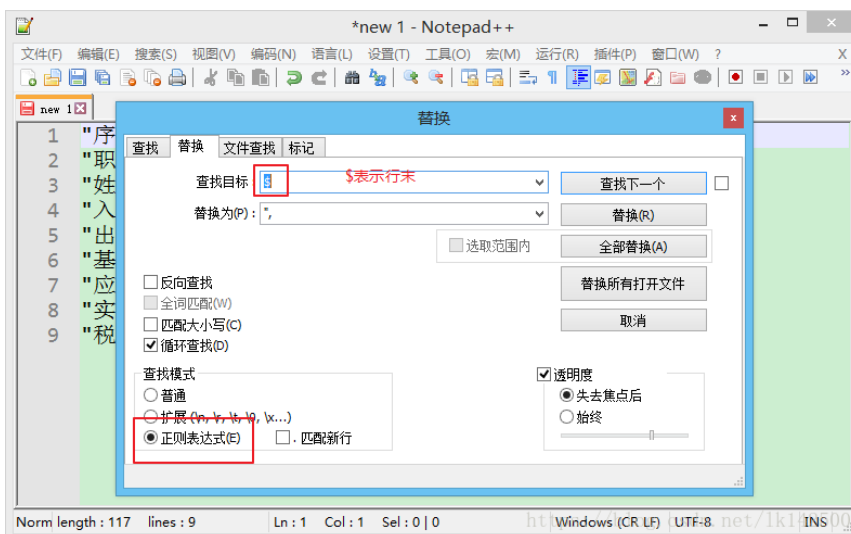 *new 1 - Notepad++
文件(F) 编辑(E) 搜索(S) 视图(V) 编码(N) 语言(L) 设置(T) 工具(O) 宏(M) 运行(R) 插件(P) 窗口(W) ? X
new 1
替换
1 "序
2 "职
3 "姓
4 "入
5 "出
6 "基
7 "应
8 "实
9 "税
查找 替换 文件查找 标记
查找目标 $ $表示行末 查找下一个
替换为(P): ", 替换(R)
选取范围内 全部替换(A)
反向查找 替换所有打开文件
全词匹配(W)
匹配大小写(C) 取消
循环查找(D)
查找模式 透明度
普通 失去焦点后
扩展 (\n, \r, \t, \0, \x...) 始终
正则表达式(E) . 匹配新行
Norm length : 117 lines : 9 Ln : 1 Col : 1 Sel : 0 | 0 Windows (CR LF) UTF-8 INS